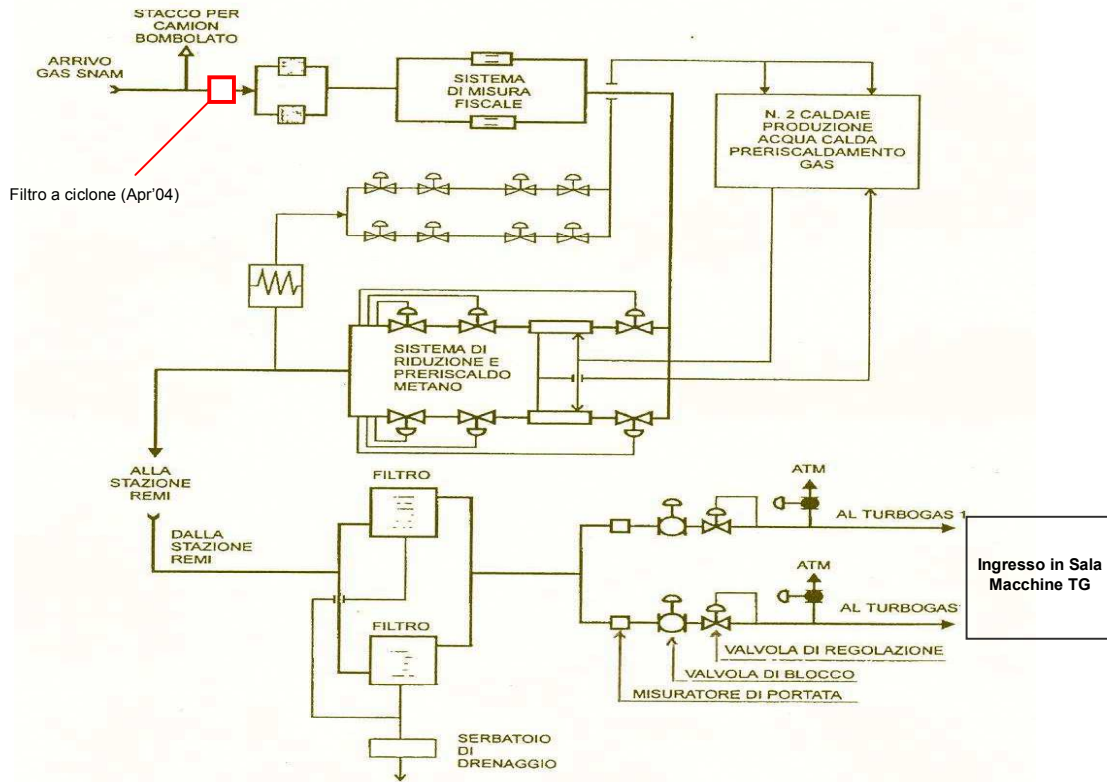 STACCO PER
CAMION
BOMBOLATO
ARRIVO
GAS SNAM
SISTEMA
DI MISURA
FISCALE
N. 2 CALDAIE
PRODUZIONE
ACQUA CALDA
PRERISCALDAMENTO
GAS
Filtro a ciclone (Apr'04)
SISTEMA DI
RIDUZIONE E
PRERISCALDO
METANO
ALLA
STAZIONE
REMI
FILTRO
ATM
DALLA
STAZIONE
REMI
AL TURBOGAS 1
Ingresso in Sala
Macchine TG
ATM
FILTRO
AL TURBOGAS
VALVOLA DI REGOLAZIONE
VALVOLA DI BLOCCO
MISURATORE DI PORTATA
SERBATOIO
DI
DRENAGGIO